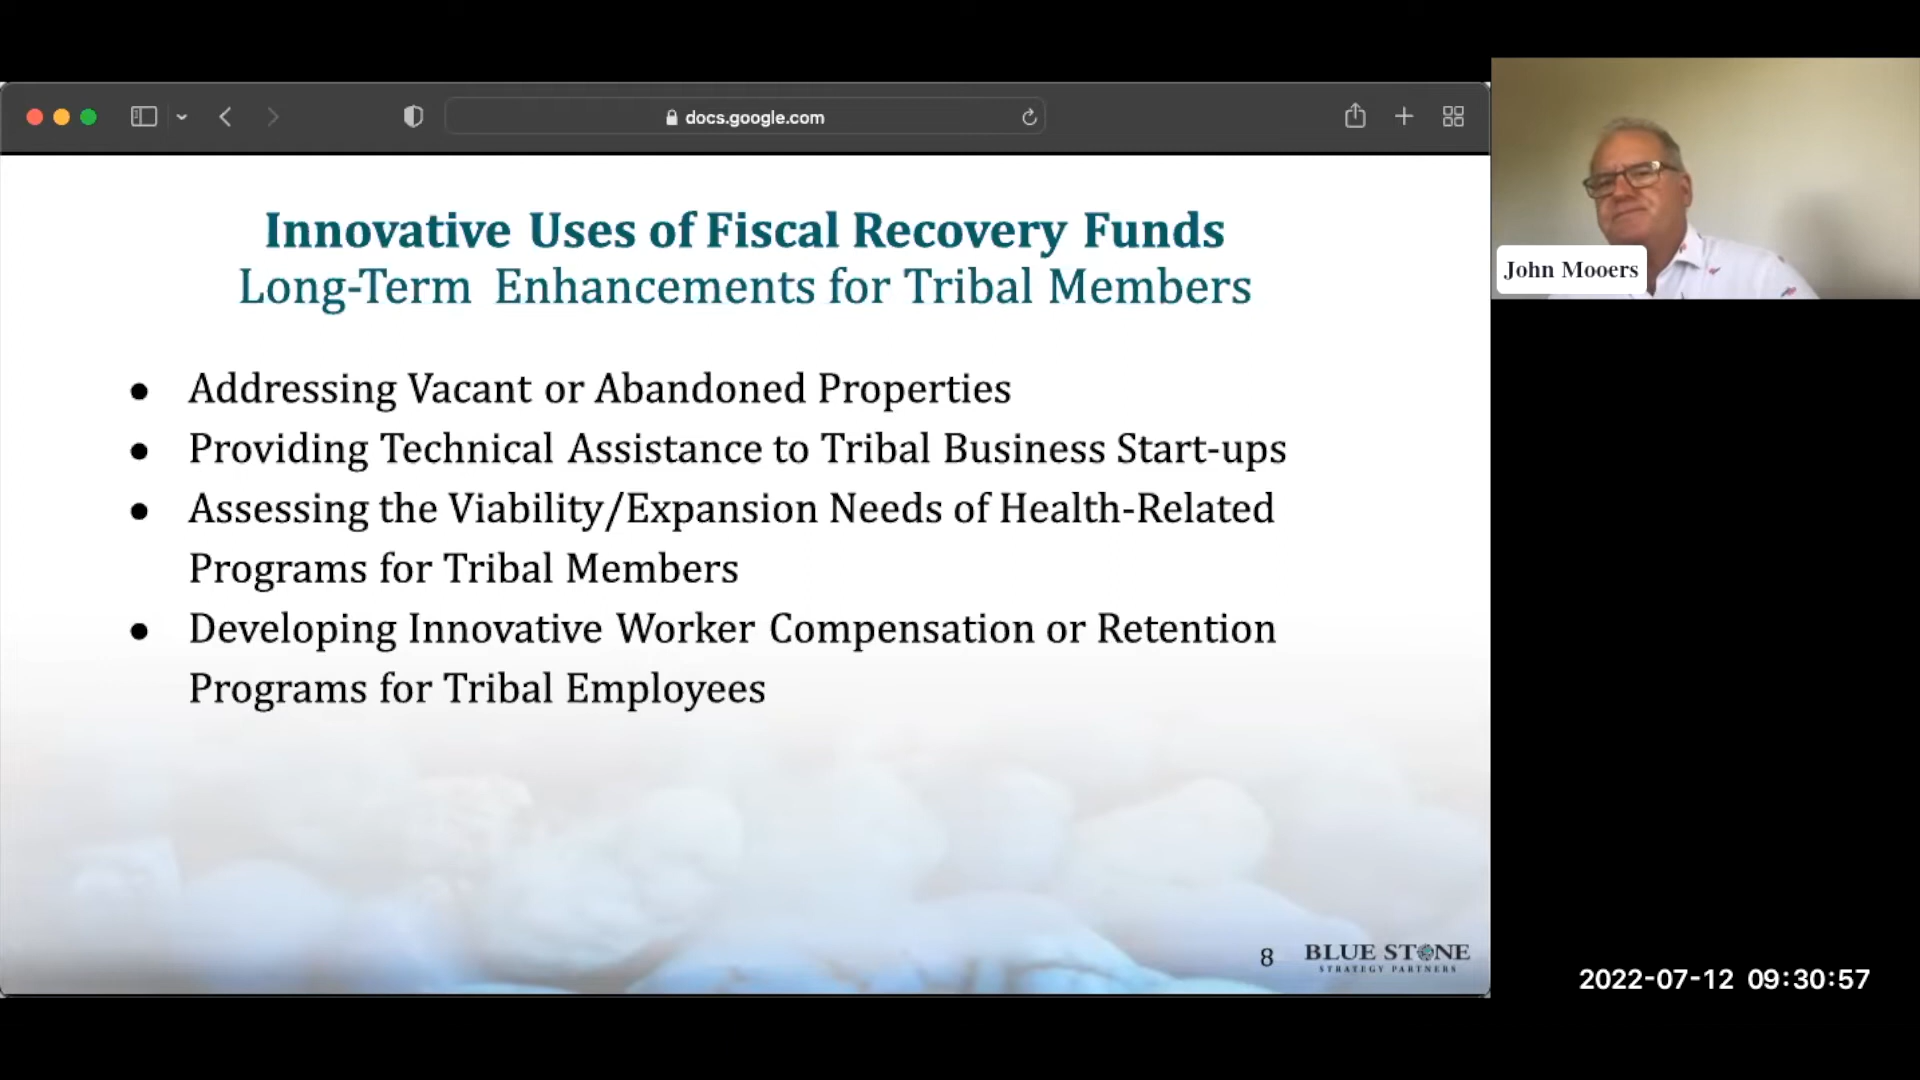 docs.google.com
Innovative Uses of Fiscal Recovery Funds
Long-Term Enhancements for Tribal Members
● Addressing Vacant or Abandoned Properties
● Providing Technical Assistance to Tribal Business Start-ups
● Assessing the Viability/Expansion Needs of Health-Related
Programs for Tribal Members
● Developing Innovative Worker Compensation or Retention
Programs for Tribal Employees
8
BLUE STONE
STRATEGY PARTNERS
John Mooers
2022-07-12 09:30:57